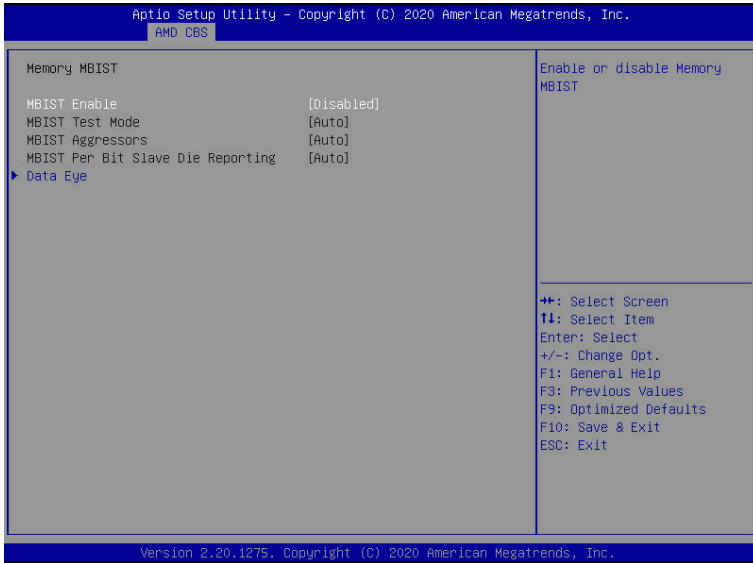 Aptio Setup Utility – Copyright (C) 2020 American Megatrends, Inc.
AMD CBS
Memory MBIST
MBIST Enable [Disabled]
MBIST Test Mode [Auto]
MBIST Aggressors [Auto]
MBIST Per Bit Slave Die Reporting [Auto]
Data Eye
Enable or disable Memory
MBIST
: Select Screen
↑↓: Select Item
Enter: Select
+/-: Change Opt.
F1: General Help
F3: Previous Values
F9: Optimized Defaults
F10: Save & Exit
ESC: Exit
Version 2.20.1275. Copyright (C) 2020 American Megatrends, Inc.